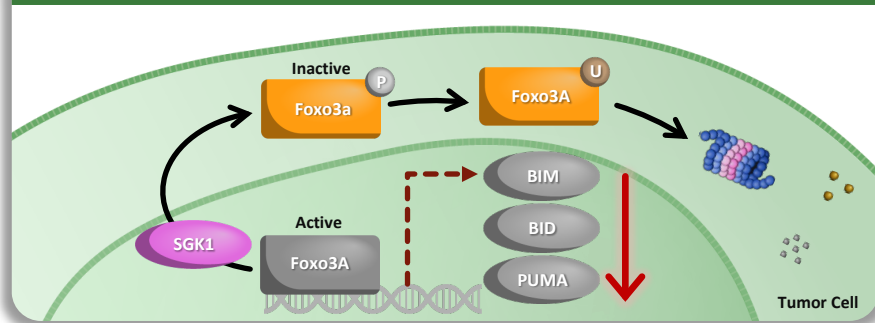 Inactive
P
Foxo3a
U
Foxo3A
BIM
SGK1
Active
BID
Foxo3A
PUMA
Tumor Cell